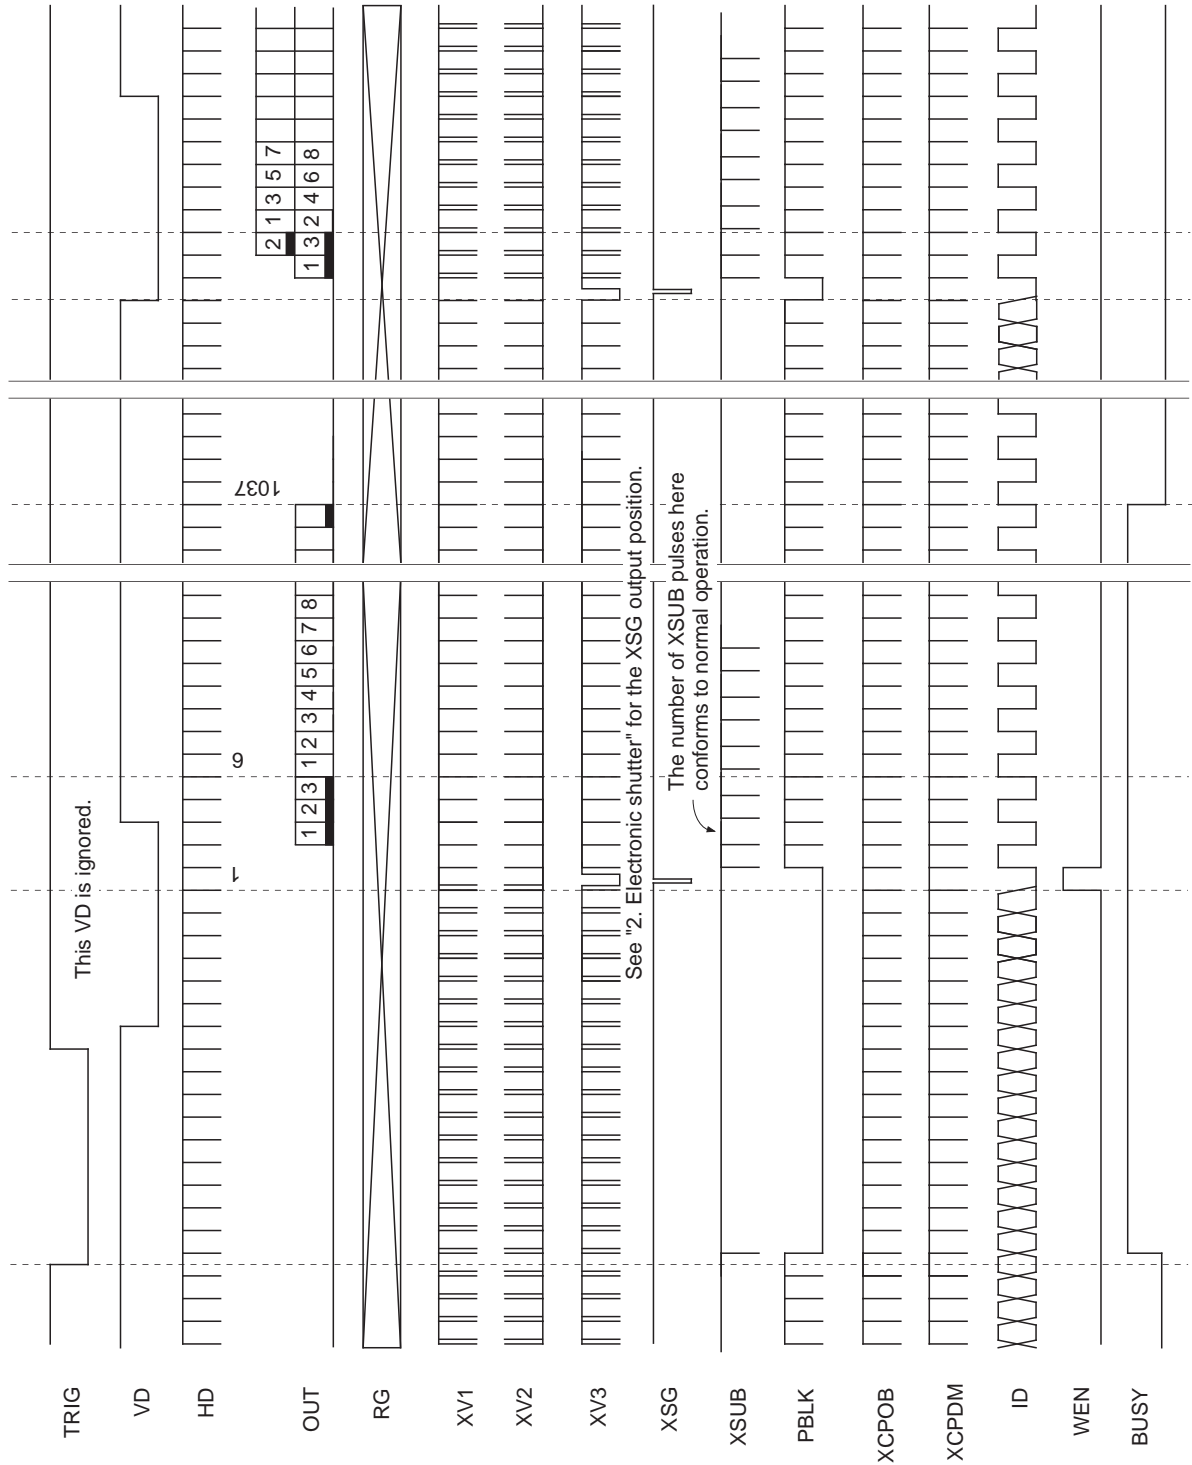 TRIG
This VD is ignored.
VD
HD
1
6
1037
2 1 3 5 7
OUT
1 2 3 1 2 3 4 5 6 7 8
1 3 2 4 6 8
RG
XV1
XV2
XV3
See "2. Electronic shutter" for the XSG output position.
XSG
The number of XSUB pulses here
conforms to normal operation.
XSUB
PBLK
XCPOB
XCPDM
ID
WEN
BUSY